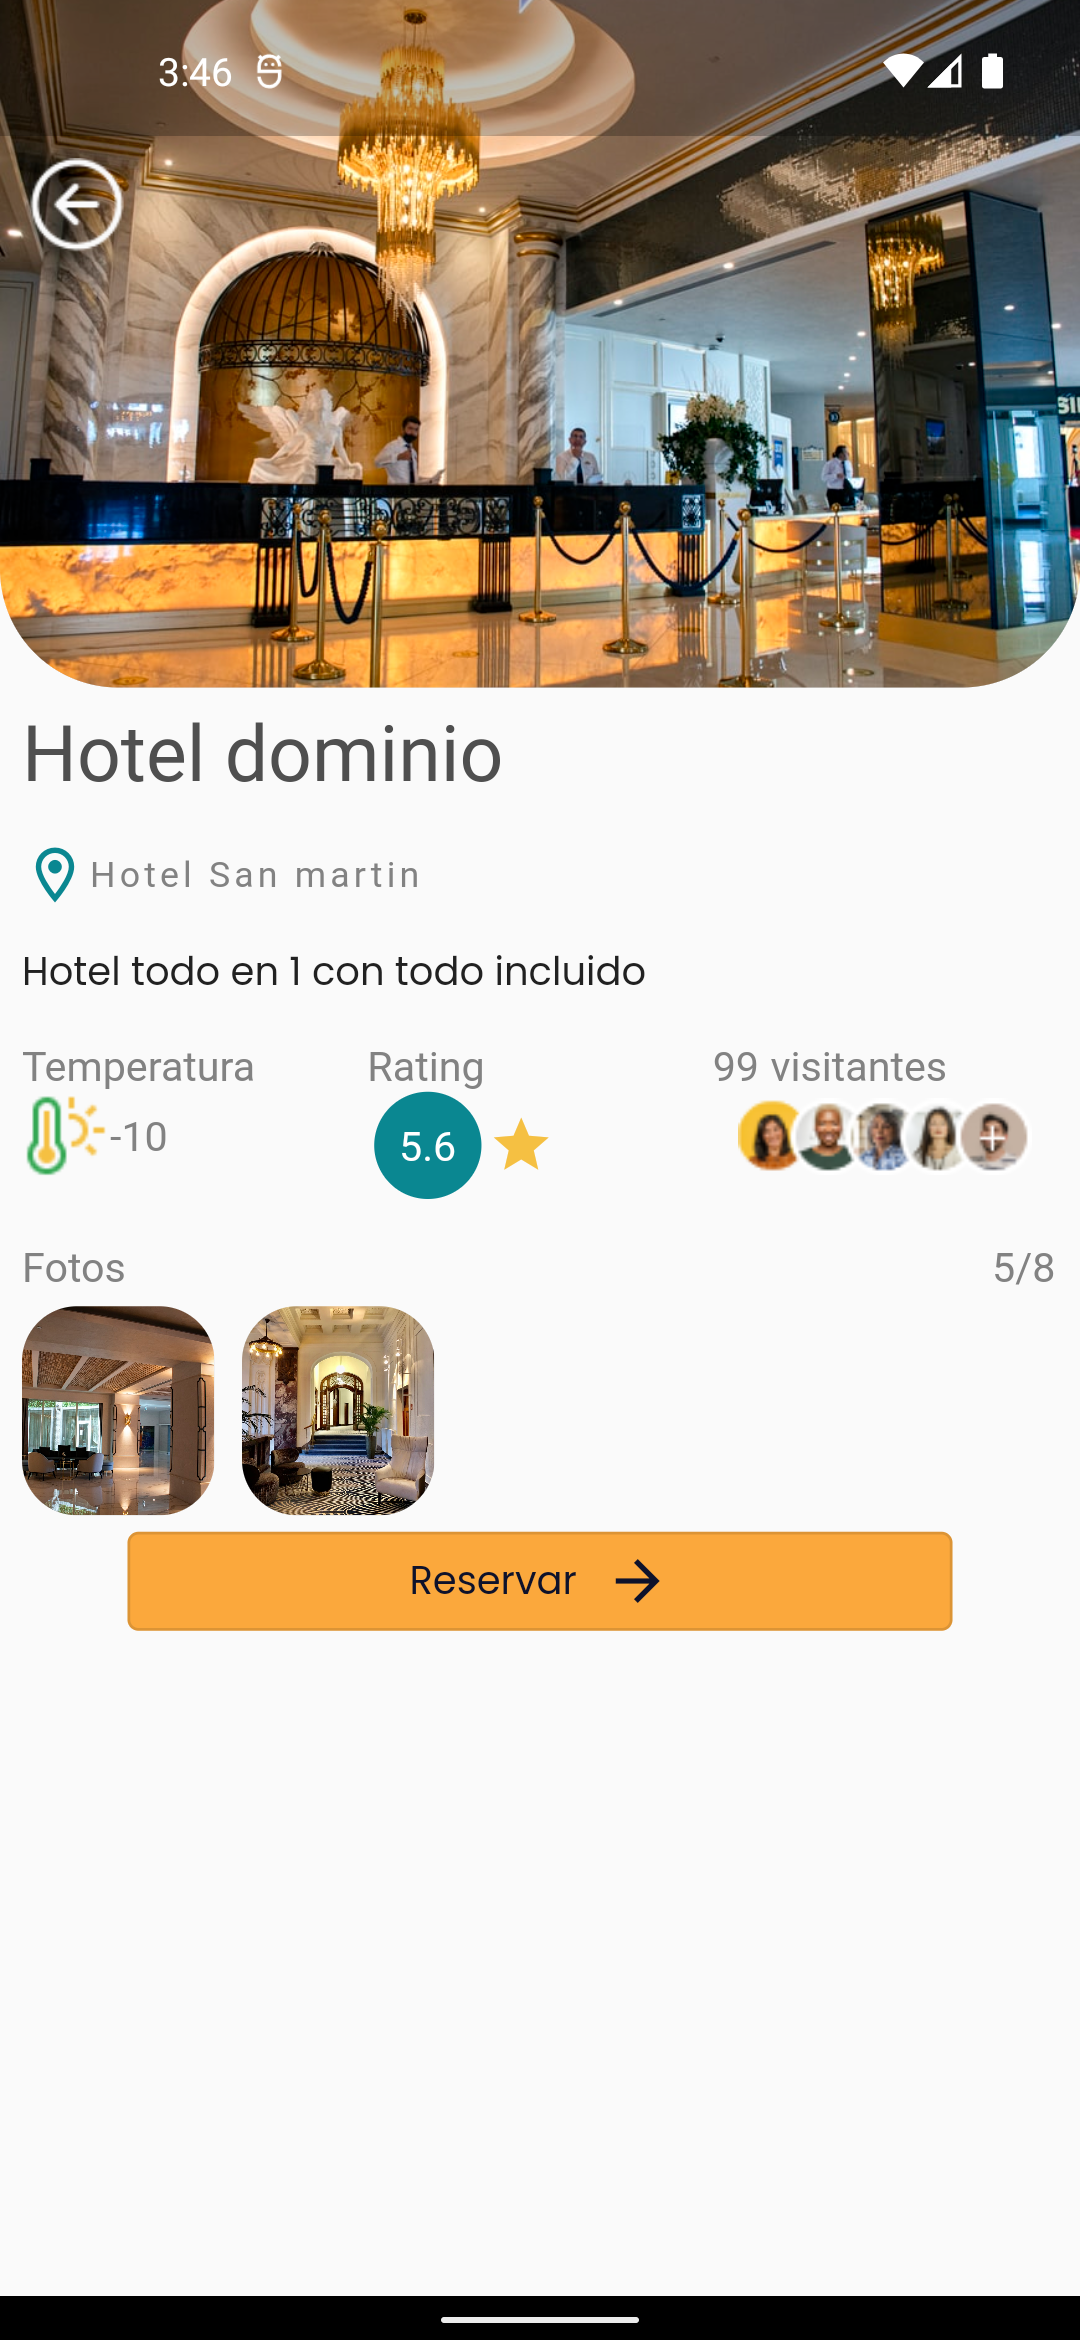 3:46
Hotel dominio
Hotel San martin
Hotel todo en 1 con todo incluido
Temperatura
Rating
99 visitantes
-10
5.6
Fotos
5/8
Reservar